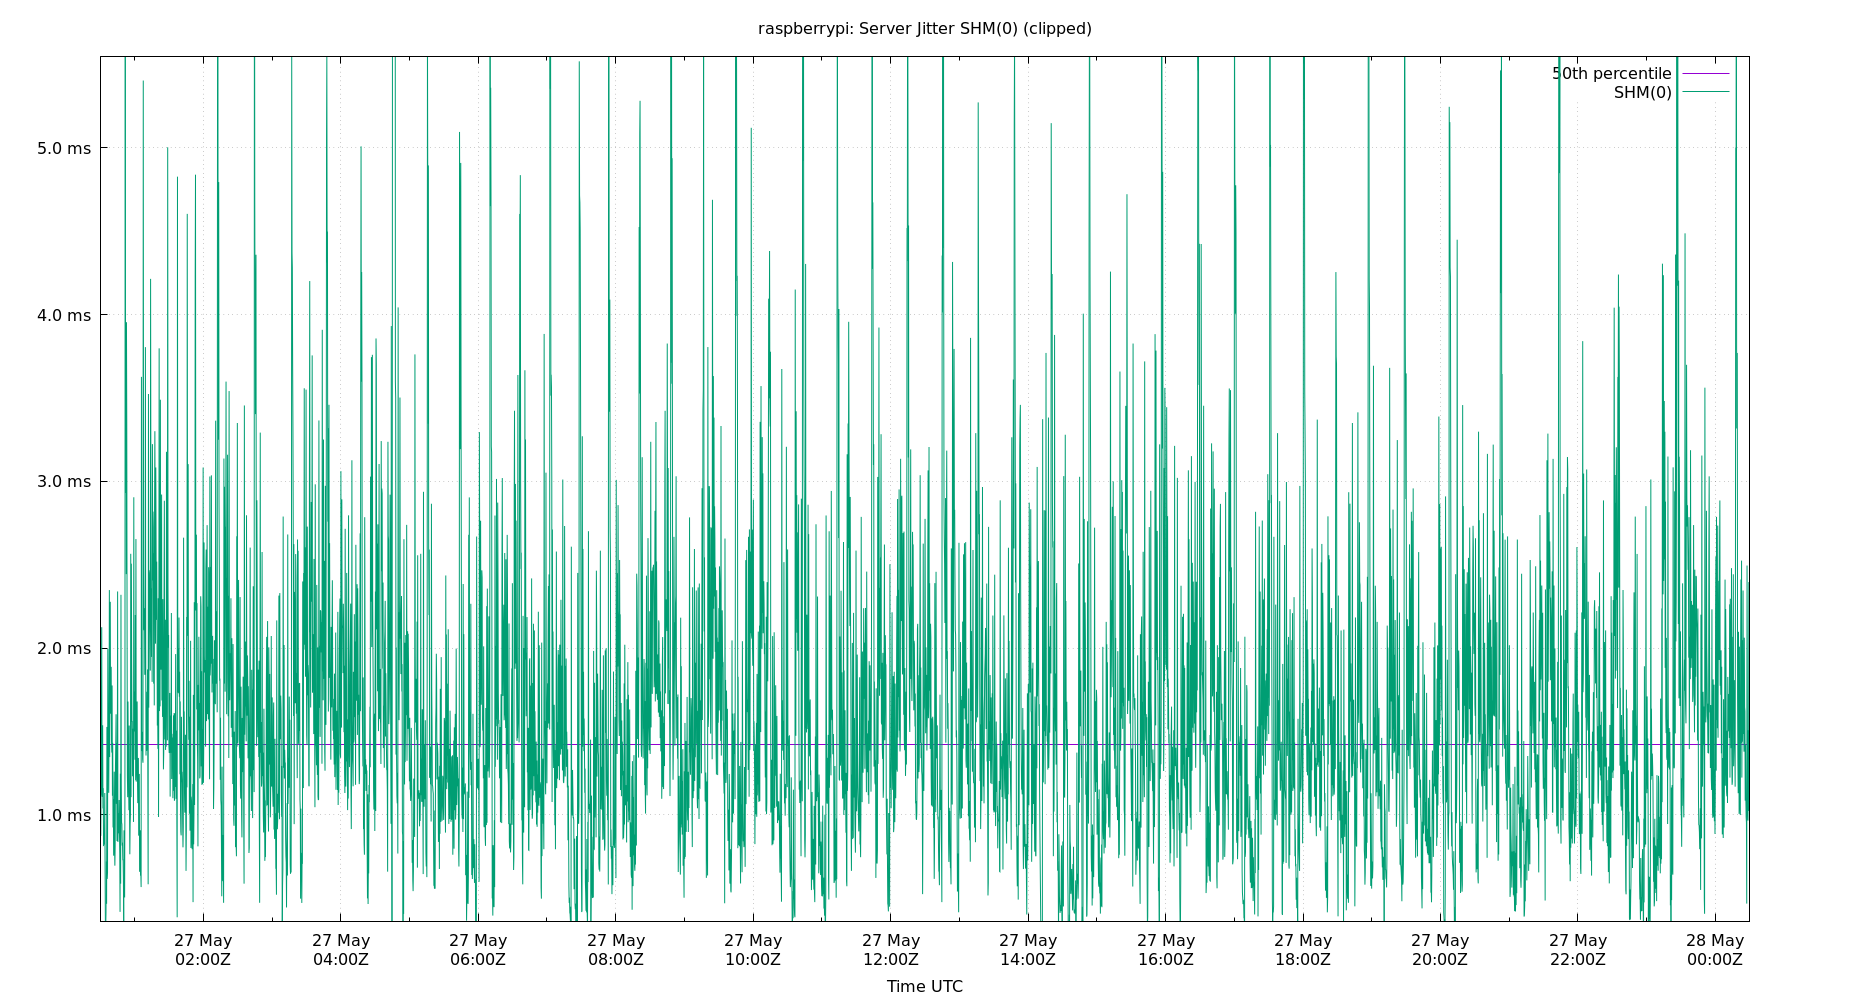 raspberrypi: Server Jitter SHM(0) (clipped)
50th percentile
SHM(0)
5.0 ms
4.0 ms
3.0 ms
2.0 ms
1.0 ms
27 May 27 May 27 May 27 May 27 May 27 May 27 May 27 May 27 May 27 May 27 May 28 May
02:00Z 04:00Z 06:00Z 08:00Z 10:00Z 12:00Z 14:00Z 16:00Z 18:00Z 20:00Z 22:00Z 00:00Z
Time UTC